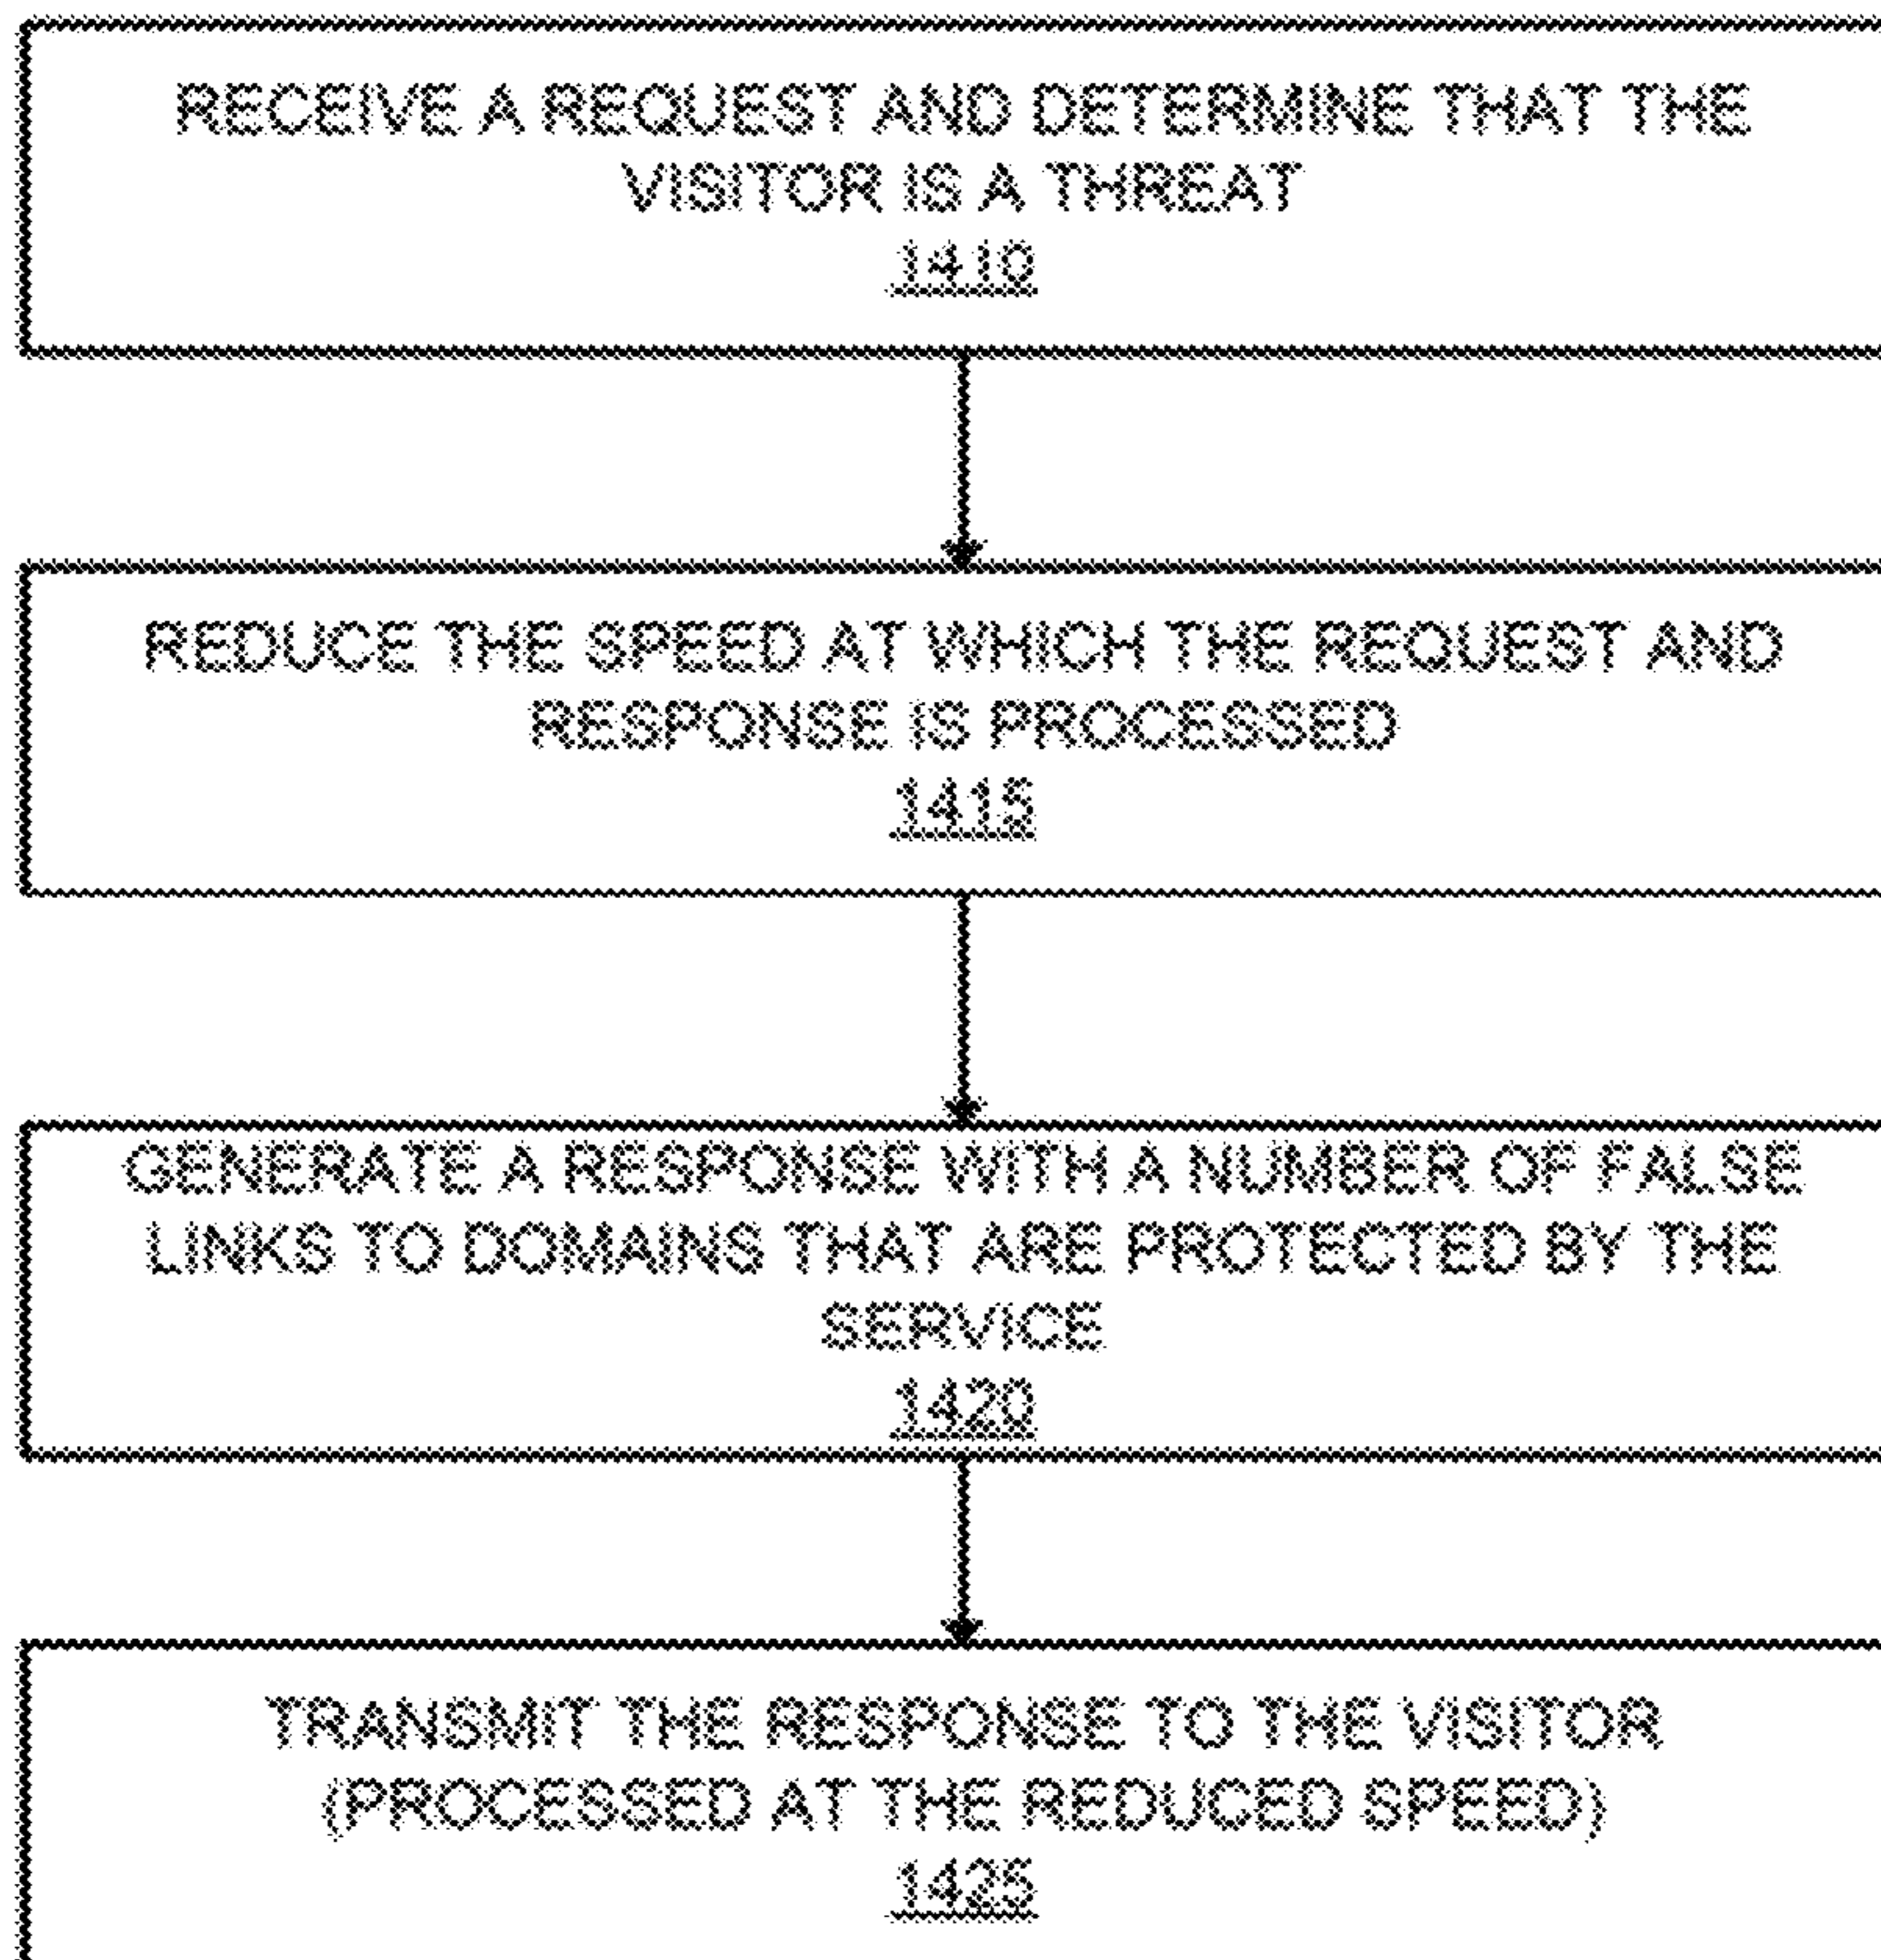 RECEIVE A REQUEST AND DETERMINE THAT THE
VISITOR IS A THREAT
1410
REDUCE THE SPEED AT WHICH THE REQUEST AND
RESPONSE IS PROCESSED
1415
GENERATE A RESPONSE WITH A NUMBER OF FALSE
LINKS TO DOMAINS THAT ARE PROTECTED BY THE
SERVICE
1420
TRANSMIT THE RESPONSE TO THE VISITOR
(PROCESSED AT THE REDUCED SPEED)
1425